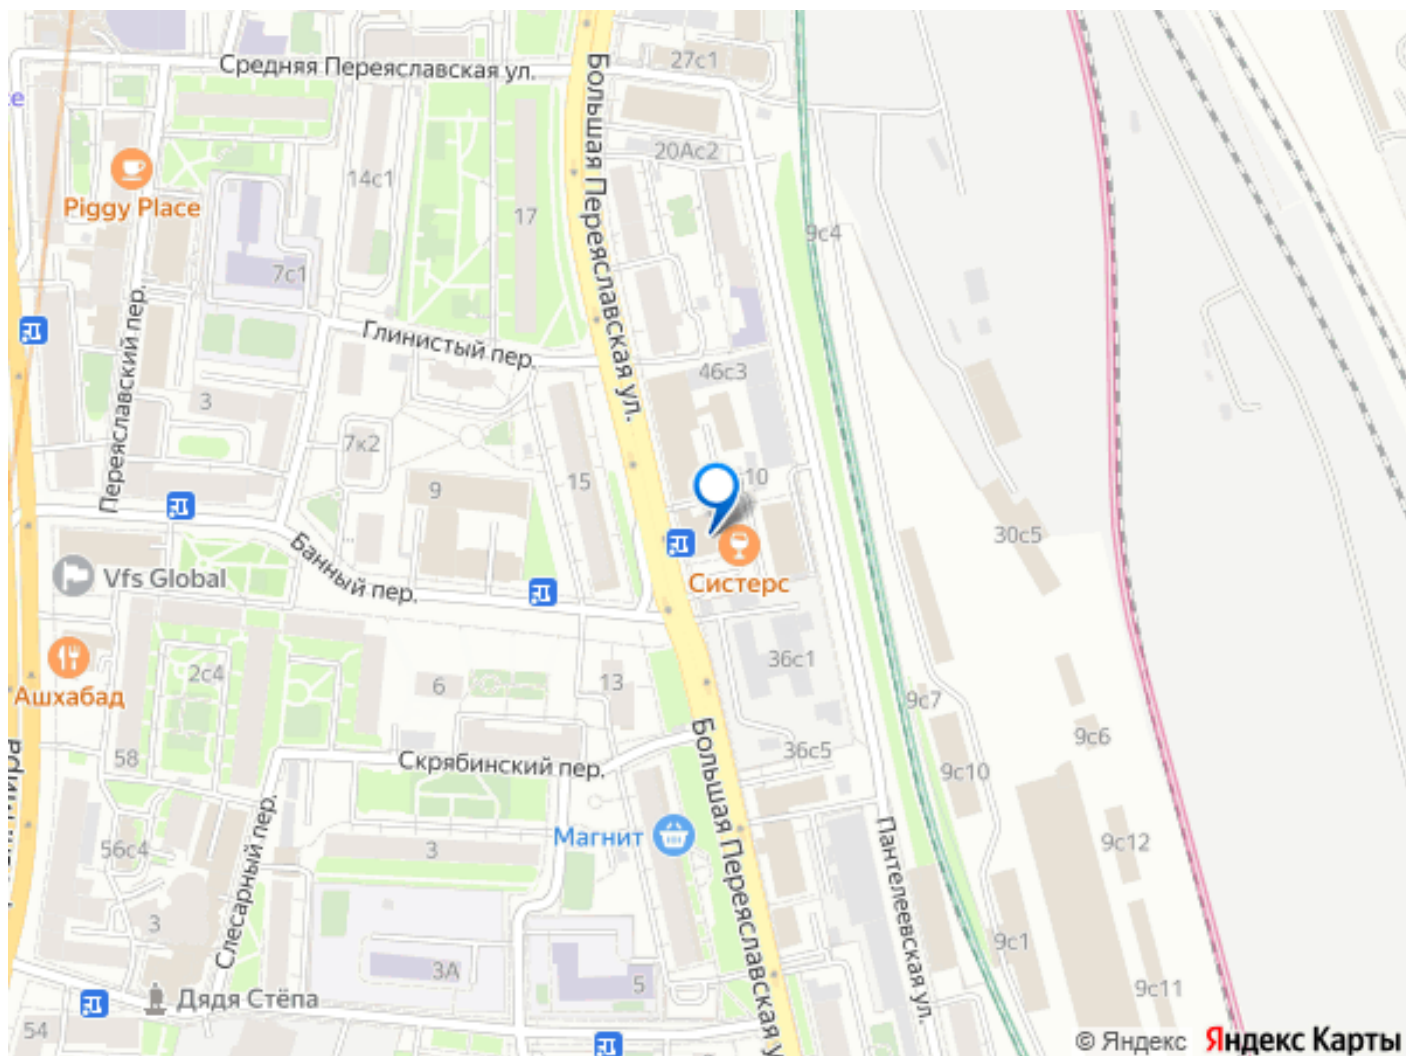 Средняя Переяславская ул.
27с1
Большая Переяславская ул.
20Ас2
Piggy Place
14с1
17
9с4
7с1
Переяславский пер.
Глинистый пер.
46с3
3
7к2
15
10
9
30с5
Банный пер.
Vfs Global
Систерс
Ашхабад
2с4
6
13
36с1
9с7
9с6
36с5
58
Скрябинский пер.
9с10
Большая Переяславская ул.
Магнит
56с4
3
Слесарный пер.
Пантелеевская ул.
9с12
3
3А
5
9с1
9с11
Дядя Стёпа
54
© Яндекс Яндекс Карты